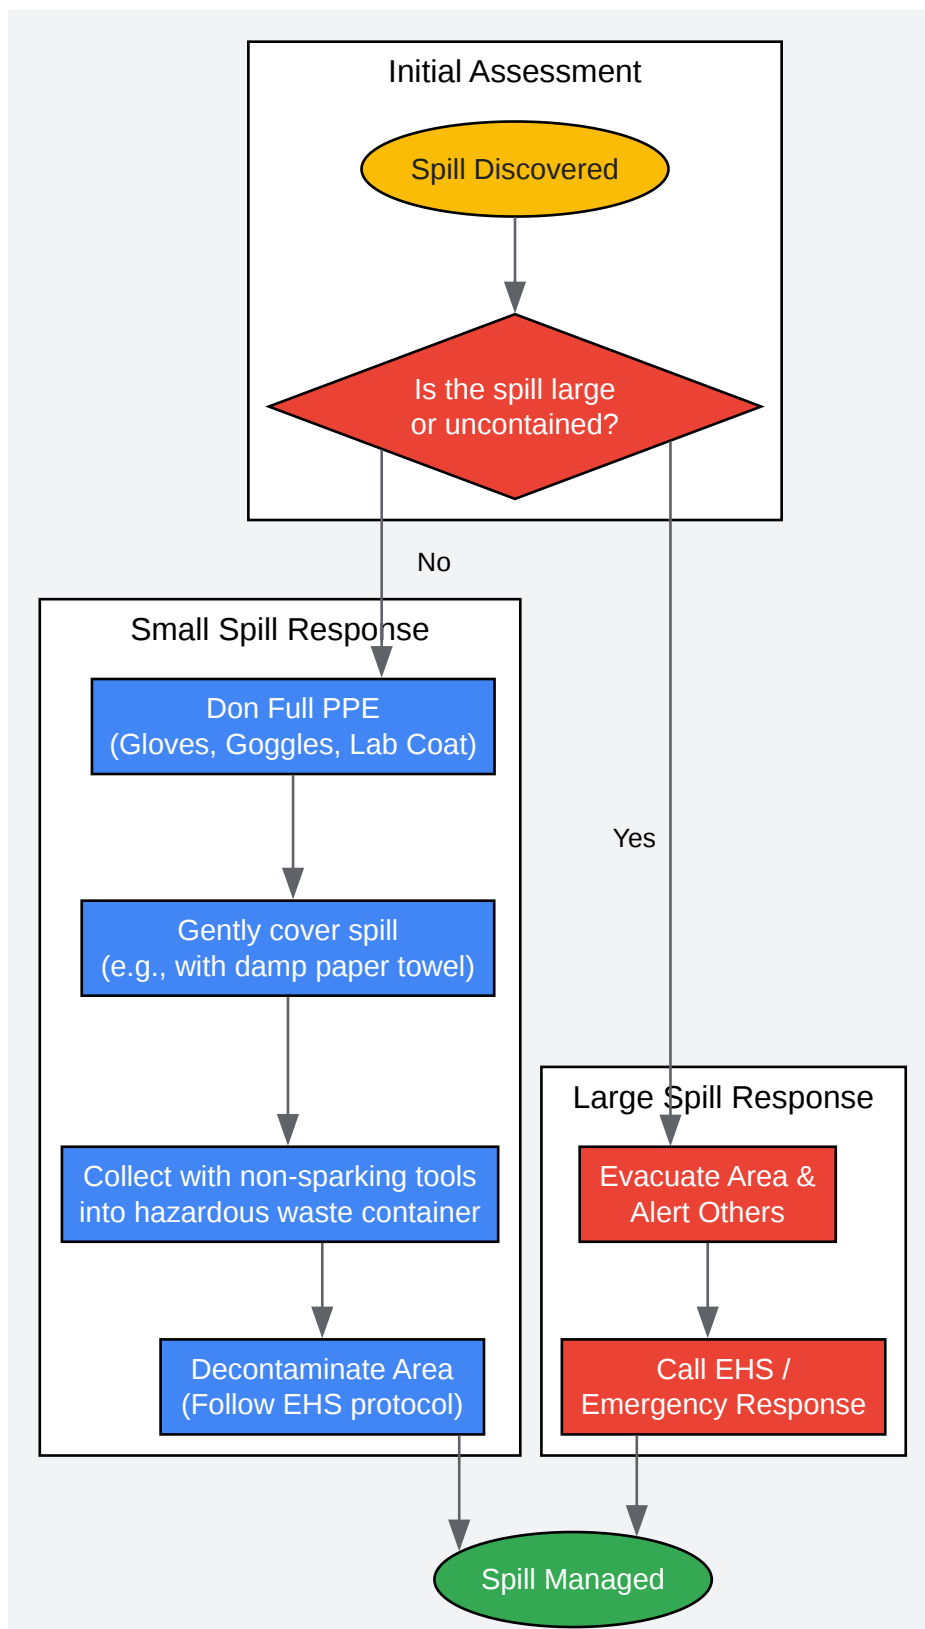 Initial Assessment
Spill Discovered
Is the spill large
or uncontained?
No
Small Spill Response
Don Full PPE
(Gloves, Goggles, Lab Coat)
Yes
Gently cover spill
(e.g., with damp paper towel)
Large Spill Response
Collect with non-sparking tools
into hazardous waste container
Evacuate Area &
Alert Others
Decontaminate Area
(Follow EHS protocol)
Call EHS /
Emergency Response
Spill Managed